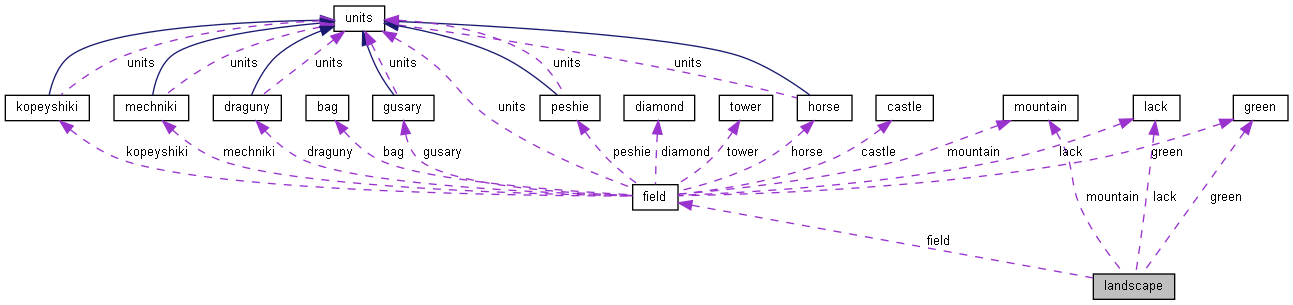 units
units units units units units units units
kopeyshiki mechniki draguny bag gusary peshie diamond tower horse castle mountain lack green
kopeyshiki mechniki draguny bag gusary peshie diamond tower horse castle mountain lack green
field mountain lack green
field
landscape